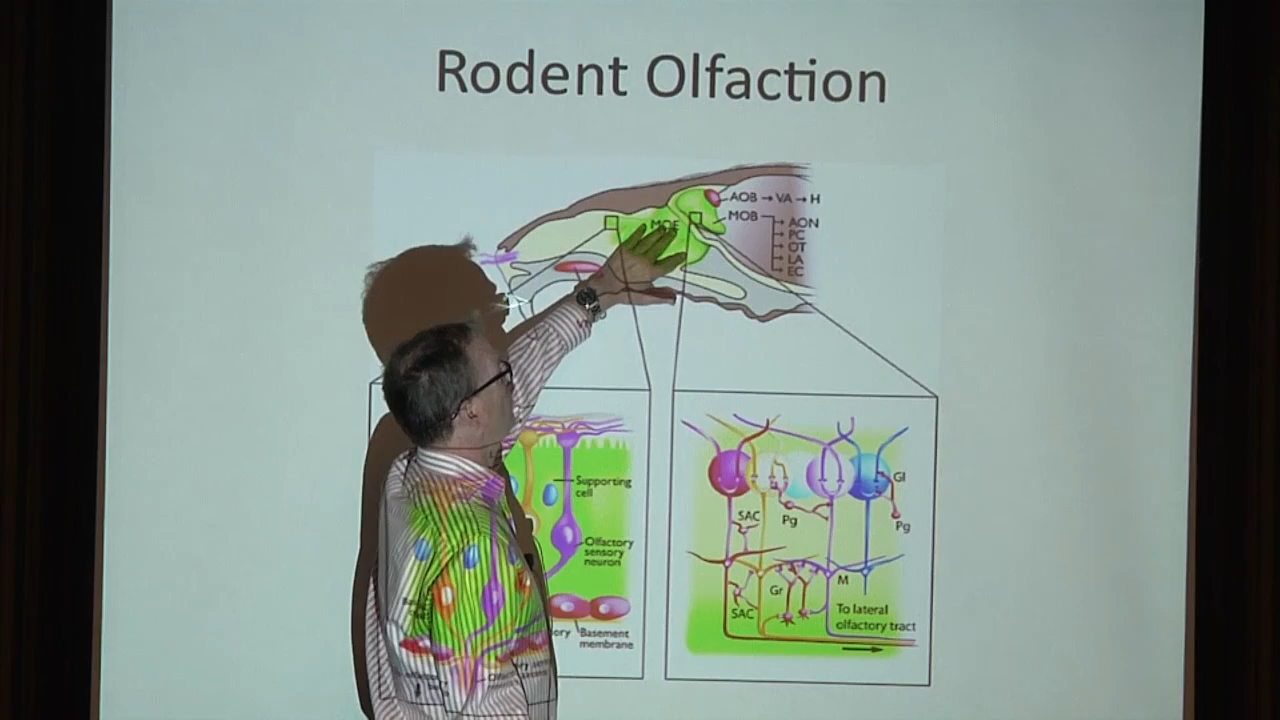 Rodent Olfaction
AOB → VA → H
MOB
MOE
AON
PC
OT
LA
EC
Supporting
cell
Olfactory
sensory
neuron
Basement
membrane
SAC
Pg
Gl
Pg
M
Gr
SAC
To lateral
olfactory tract